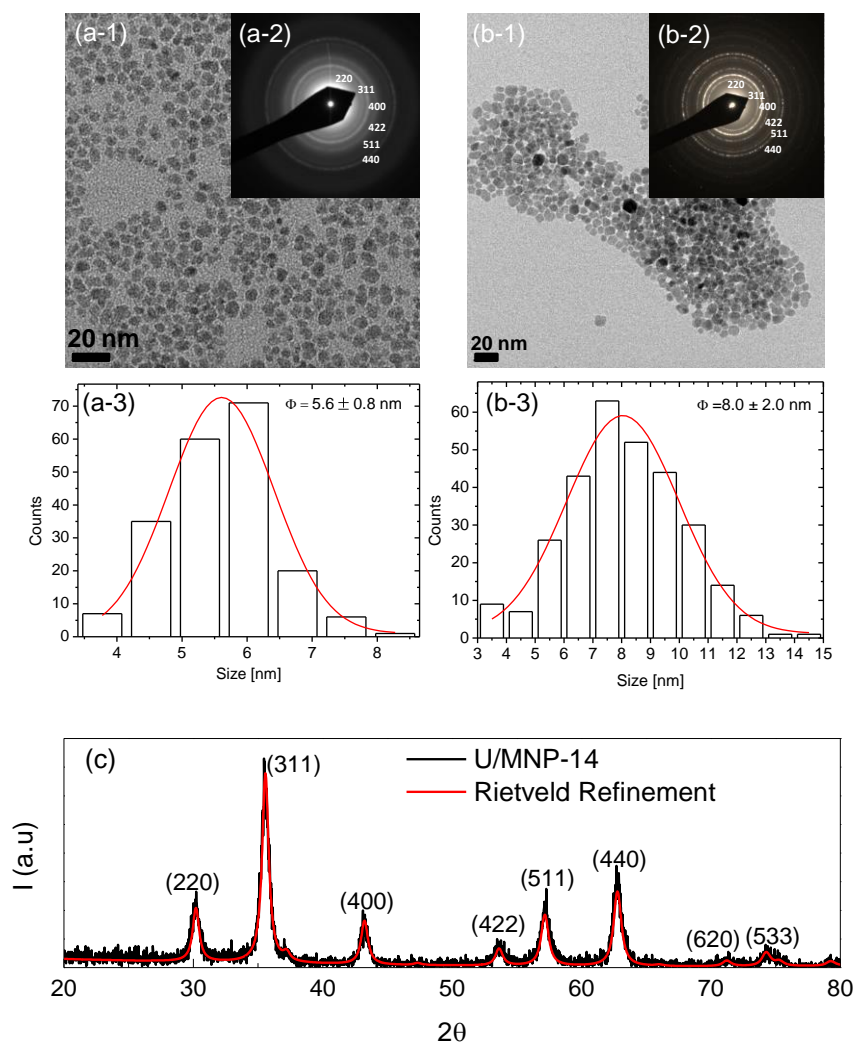 (a-1)
(a-2)
220
311
400
422
511
440
20 nm
(b-1)
(b-2)
220
311
400
422
511
440
20 nm
(a-3)
Φ = 5.6 ± 0.8 nm
Counts
70
60
50
40
30
20
10
0
4 5 6 7 8
Size [nm]
(b-3)
Φ =8.0 ± 2.0 nm
Counts
60
50
40
30
20
10
0
3 4 5 6 7 8 9 10 11 12 13 14 15
Size [nm]
(c)
U/MNP-14
Rietveld Refinement
I (a.u)
(220)
(311)
(400)
(422)
(511)
(440)
(620)
(533)
20 30 40 50 60 70 80
2θ